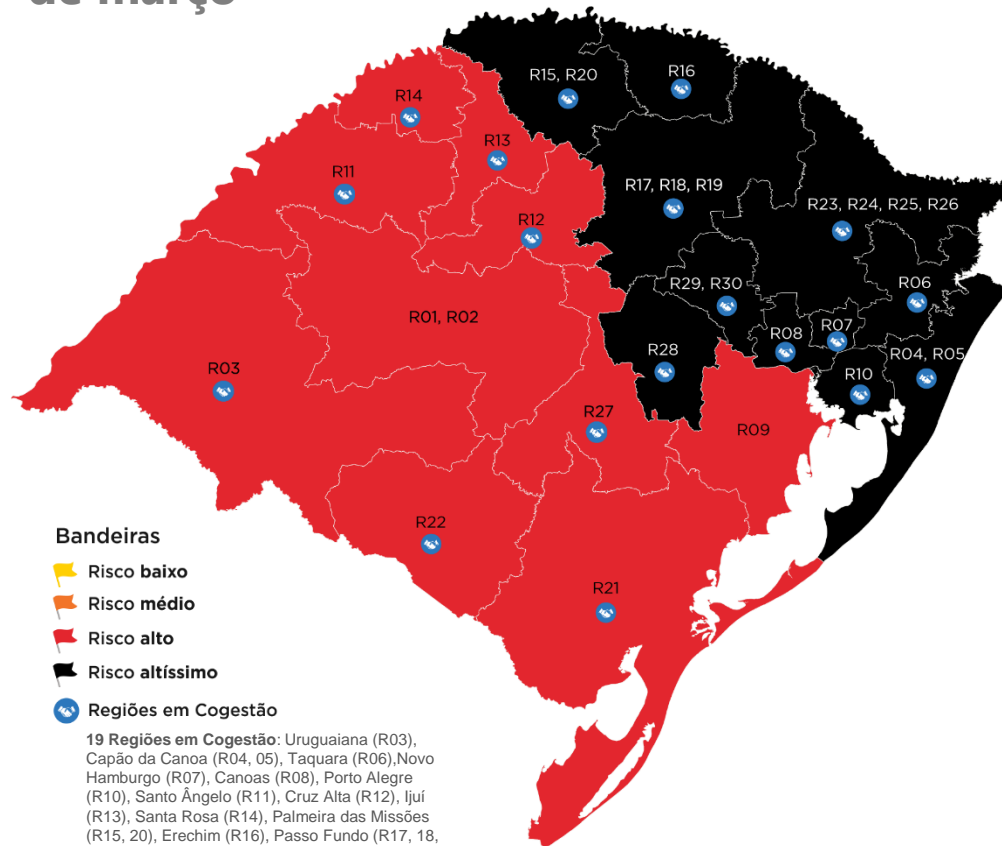 de março
R15, R20
R16
R14
R13
R11
R17, R18, R19
R23, R24, R25, R26
R12
R29, R30
R06
R01, R02
R08
R07
R04, R05
R28
R03
R10
R27
R09
R22
R21
Bandeiras
Risco baixo
Risco médio
Risco alto
Risco altíssimo
Regiões em Cogestão
19 Regiões em Cogestão: Uruguaiana (R03),
Capão da Canoa (R04, 05), Taquara (R06),Novo
Hamburgo (R07), Canoas (R08), Porto Alegre
(R10), Santo Ângelo (R11), Cruz Alta (R12), Ijuí
(R13), Santa Rosa (R14), Palmeira das Missões
(R15, 20), Erechim (R16), Passo Fundo (R17, 18,